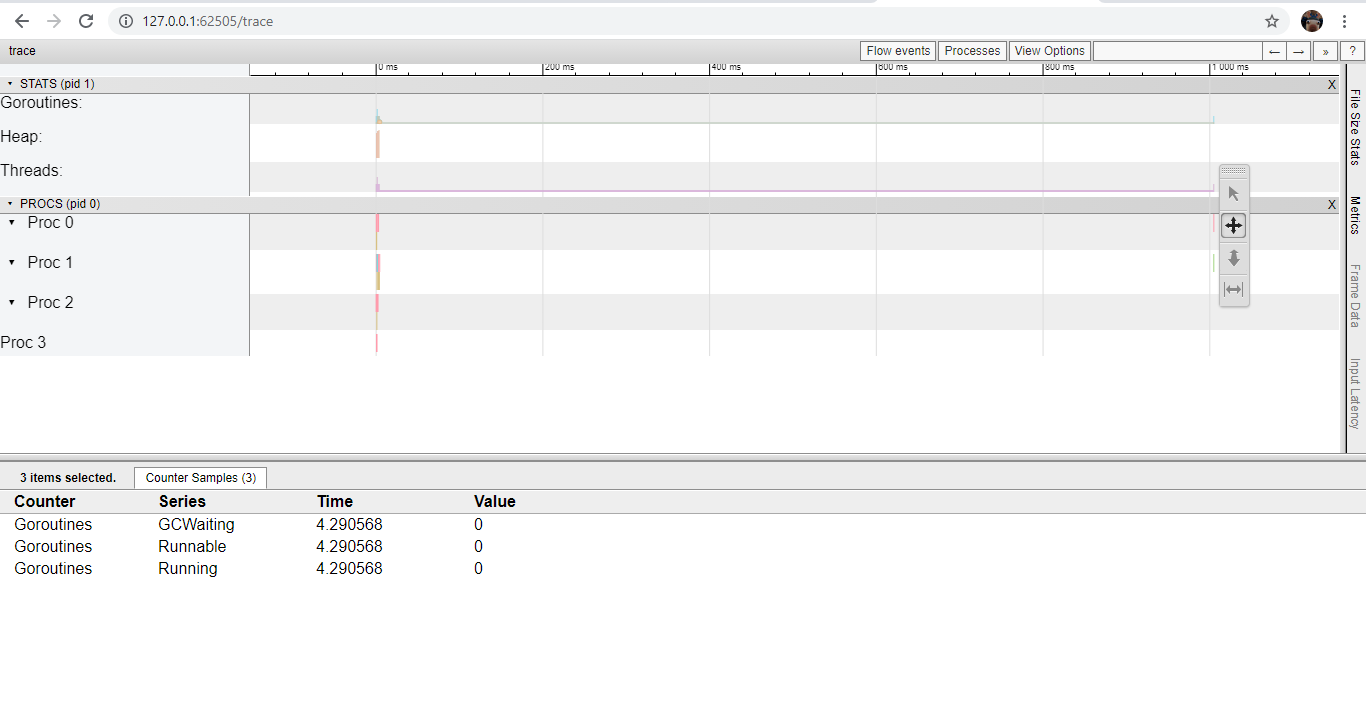 127.0.0.1:62505/trace
trace
Flow events Processes View Options ← → » ?
0 ms 200 ms 400 ms 600 ms 800 ms 1 000 ms
STATS (pid 1) X
Goroutines:
Heap:
Threads:
PROCS (pid 0) X
Proc 0
Proc 1
Proc 2
Proc 3
File Size Stats
Metrics
Frame Data
Input Latency
3 items selected. Counter Samples (3)
Counter Series Time Value
Goroutines GCWaiting 4.290568 0
Goroutines Runnable 4.290568 0
Goroutines Running 4.290568 0